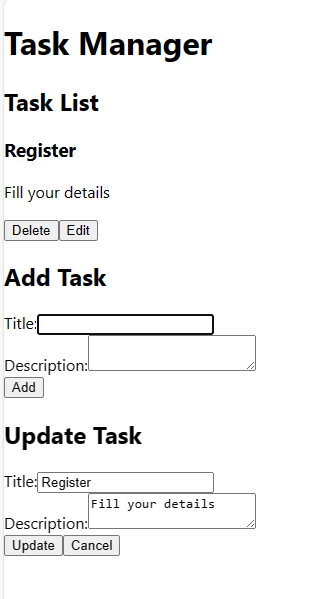 Task Manager
Task List
Register
Fill your details
Delete Edit
Add Task
Title:
Description:
Add
Update Task
Title: Register
Description: Fill your details
Update Cancel